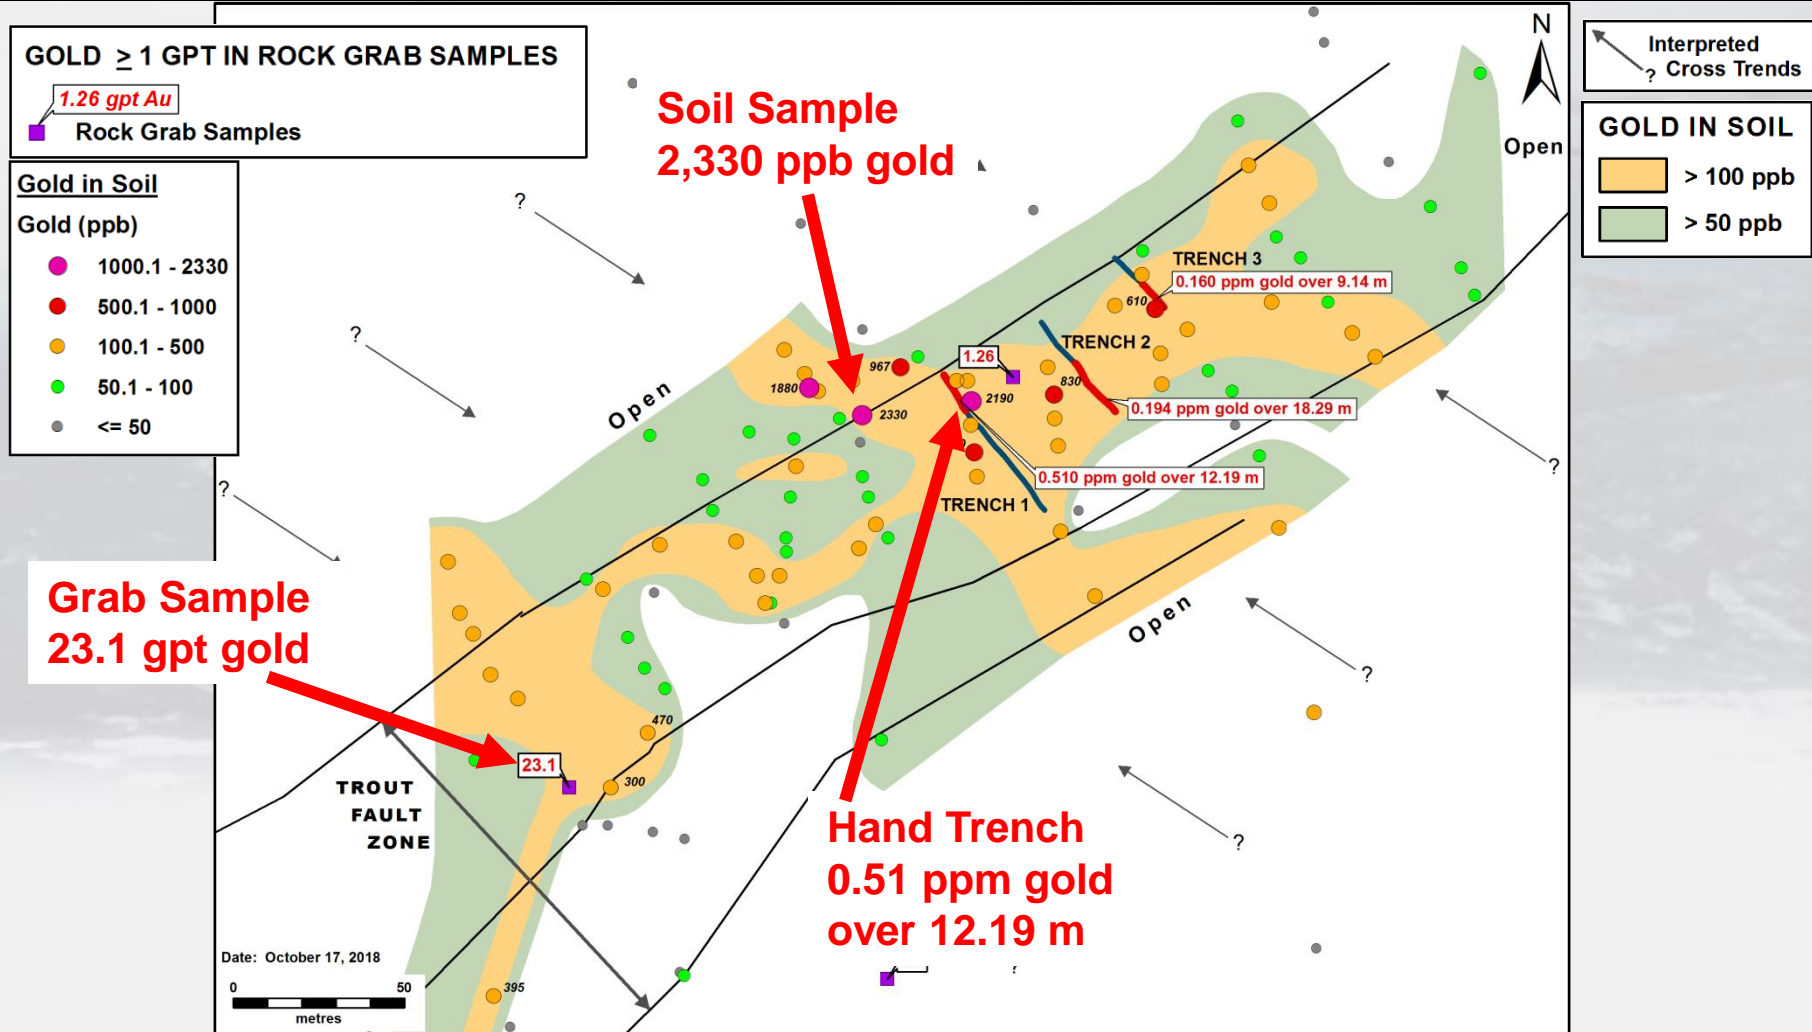 GOLD ≥ 1 GPT IN ROCK GRAB SAMPLES
1.26 gpt Au
Rock Grab Samples
Gold in Soil
Gold (ppb)
1000.1 - 2330
500.1 - 1000
100.1 - 500
50.1 - 100
<= 50
Soil Sample
2,330 ppb gold
N
Open
Interpreted
? Cross Trends
GOLD IN SOIL
> 100 ppb
> 50 ppb
?
?
?
TRENCH 3
0.160 ppm gold over 9.14 m
610
TRENCH 2
1.26
967
1880
2330
2190
830
0.194 ppm gold over 18.29 m
Open
0.510 ppm gold over 12.19 m
TRENCH 1
?
Grab Sample
23.1 gpt gold
Open
?
470
23.1
300
TROUT
FAULT
ZONE
?
Hand Trench
0.51 ppm gold
over 12.19 m
Date: October 17, 2018
0 50
metres
395
?